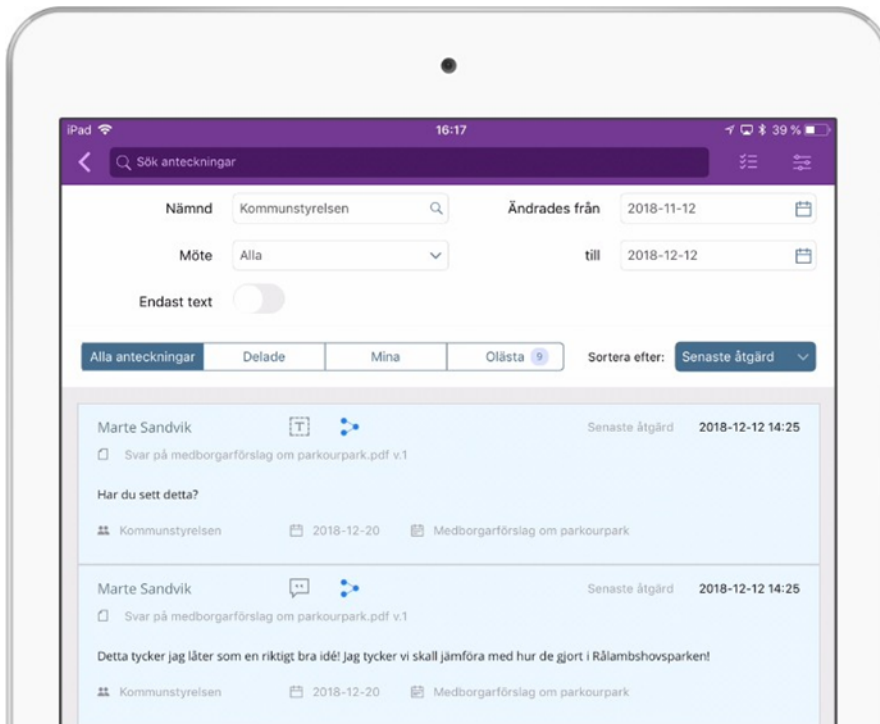 iPad 16:17 39 %
Sök anteckningar
Nämnd Kommunstyrelsen Ändrades från 2018-11-12
Möte Alla till 2018-12-12
Endast text
Alla anteckningar Delade Mina Olästa 9 Sortera efter: Senaste åtgärd
Marte Sandvik T Senaste åtgärd 2018-12-12 14:25
Svar på medborgarförslag om parkourpark.pdf v.1
Har du sett detta?
Kommunstyrelsen 2018-12-20 Medborgarförslag om parkourpark
Marte Sandvik Senaste åtgärd 2018-12-12 14:25
Svar på medborgarförslag om parkourpark.pdf v.1
Detta tycker jag låter som en riktigt bra idé! Jag tycker vi skall jämföra med hur de gjort i Rålambshovsparken!
Kommunstyrelsen 2018-12-20 Medborgarförslag om parkourpark